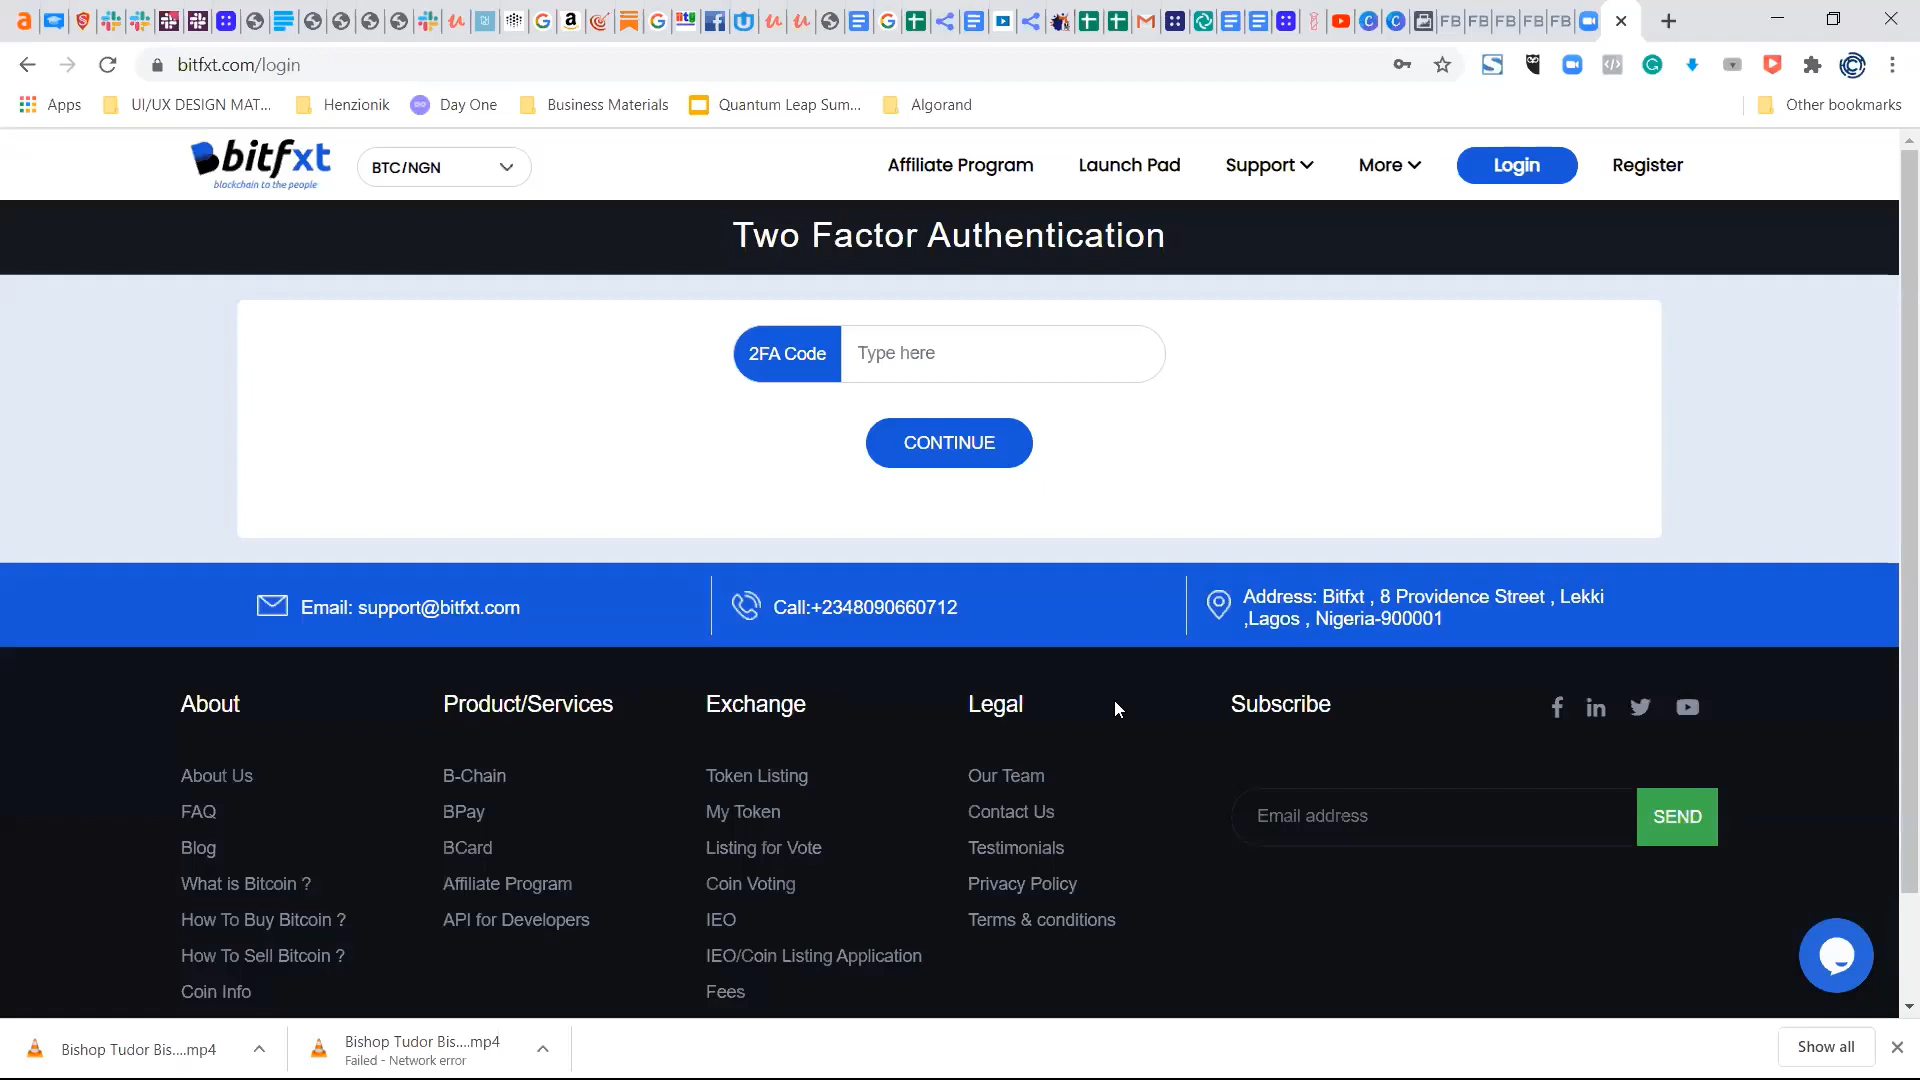 FB FB FB FB FB
bitfxt.com/login
Apps UI/UX DESIGN MAT... Henzionik Day One Business Materials Quantum Leap Sum... Algorand Other bookmarks
bitfxt
blockchain to the people
BTC/NGN
Affiliate Program Launch Pad Support More Login Register
Two Factor Authentication
2FA Code Type here
CONTINUE
Email: support@bitfxt.com
Call:+2348090660712
Address: Bitfxt , 8 Providence Street , Lekki
,Lagos , Nigeria-900001
About
About Us
FAQ
Blog
What is Bitcoin ?
How To Buy Bitcoin ?
How To Sell Bitcoin ?
Coin Info
Product/Services
B-Chain
BPay
BCard
Affiliate Program
API for Developers
Exchange
Token Listing
My Token
Listing for Vote
Coin Voting
IEO
IEO/Coin Listing Application
Fees
Legal
Our Team
Contact Us
Testimonials
Privacy Policy
Terms & conditions
Subscribe
Email address
SEND
Bishop Tudor Bis....mp4
Bishop Tudor Bis....mp4
Failed - Network error
Show all